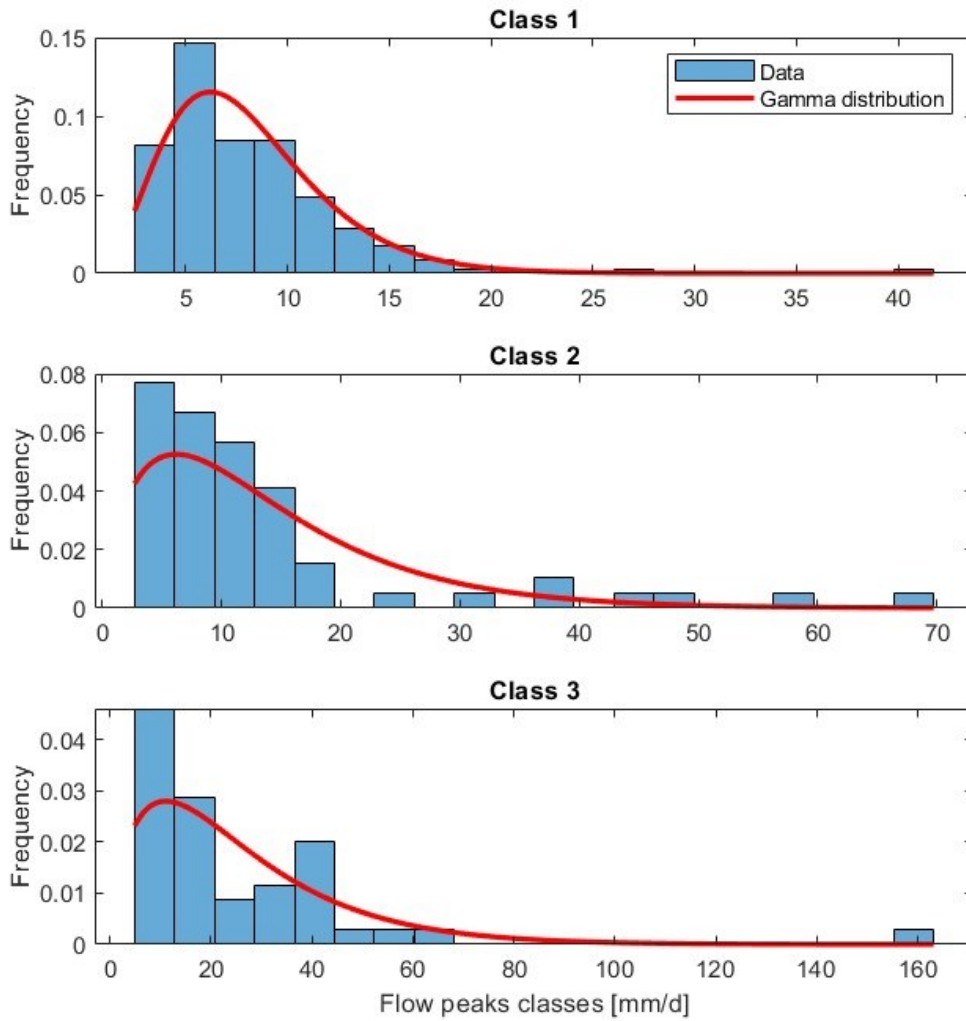 Class 1
0.15
0.1
0.05
0
Frequency
Data
Gamma distribution
5 10 15 20 25 30 35 40
Class 2
0.08
0.06
0.04
0.02
0
Frequency
0 10 20 30 40 50 60 70
Class 3
0.04
0.03
0.02
0.01
0
Frequency
0 20 40 60 80 100 120 140 160
Flow peaks classes [mm/d]